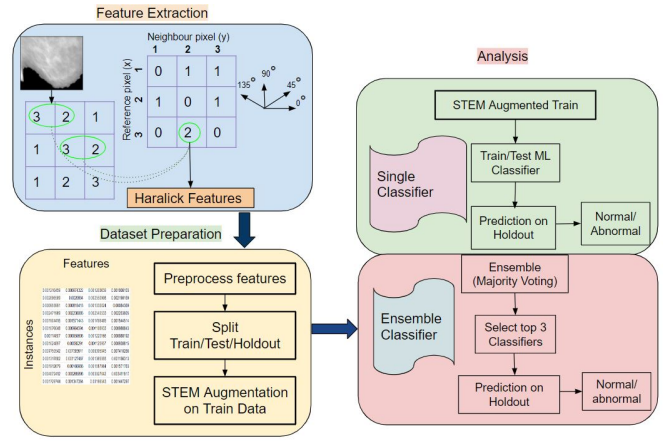 Feature Extraction
Neighbour pixel (y)
1 2 3
Reference pixel (x)
1 0 1 1
2 1 0 1
3 0 2 0
135°
90°
45°
0°
3 2 1
1 3 2
1 2 3
Haralick Features
Dataset Preparation
Features
Instances
Preprocess features
Split
Train/Test/Holdout
STEM Augmentation
on Train Data
Analysis
STEM Augmented Train
Single
Classifier
Train/Test ML
Classifier
Prediction on
Holdout
Normal/
Abnormal
Ensemble
Classifier
Ensemble
(Majority Voting)
Select top 3
Classifiers
Prediction on
Holdout
Normal/
abnormal